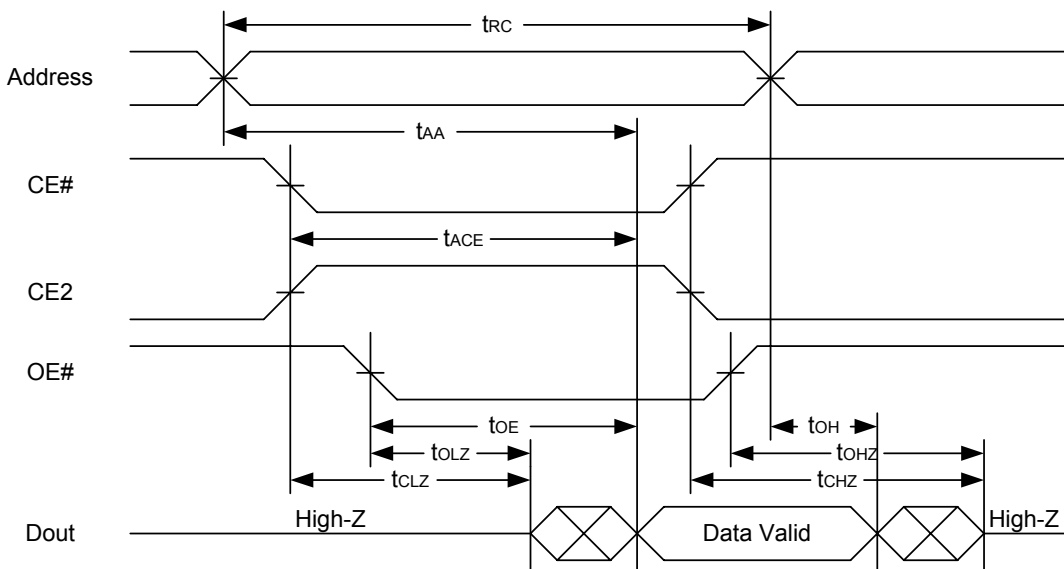 tRC
Address
tAA
CE#
tACE
CE2
OE#
tOE
tOH
tOLZ
tOHZ
tCLZ
tCHZ
High-Z
Data Valid
High-Z
Dout